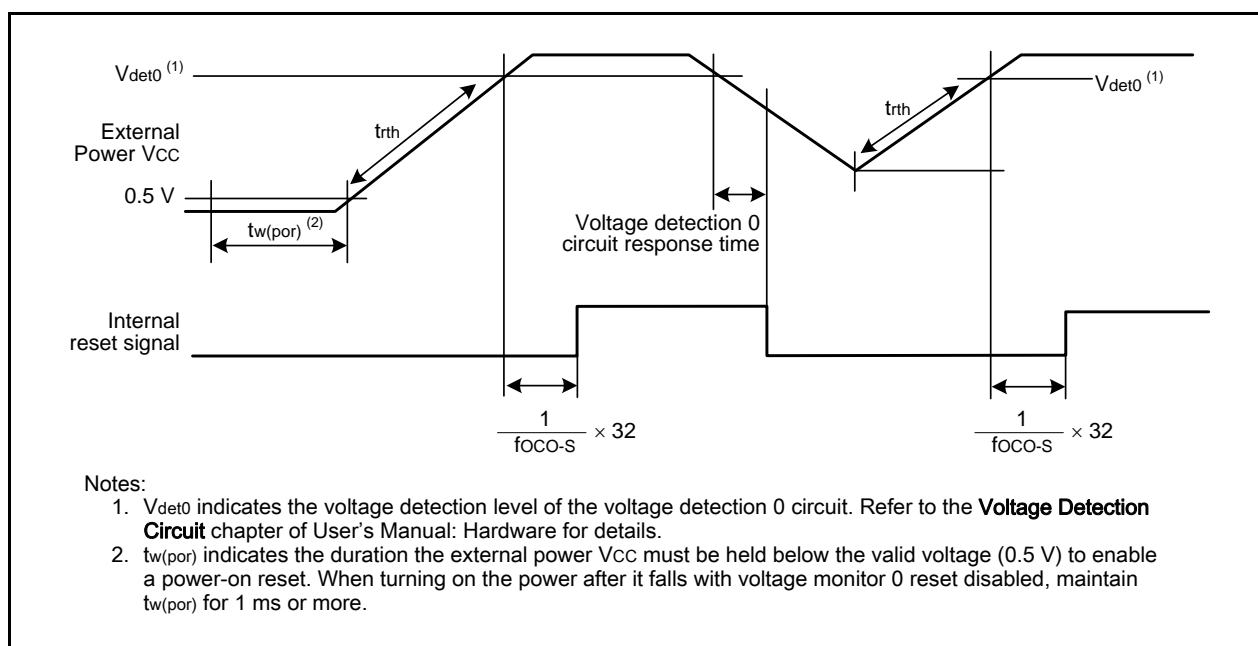 Vdet0 (1)
Vdet0 (1)
trth
trth
External
Power VCC
0.5 V
tw(por) (2)
Voltage detection 0
circuit response time
Internal
reset signal
1
fOCO-S
× 32
1
fOCO-S
× 32
Notes:
1. Vdet0 indicates the voltage detection level of the voltage detection 0 circuit. Refer to the Voltage Detection
Circuit chapter of User's Manual: Hardware for details.
2. tw(por) indicates the duration the external power VCC must be held below the valid voltage (0.5 V) to enable
a power-on reset. When turning on the power after it falls with voltage monitor 0 reset disabled, maintain
tw(por) for 1 ms or more.